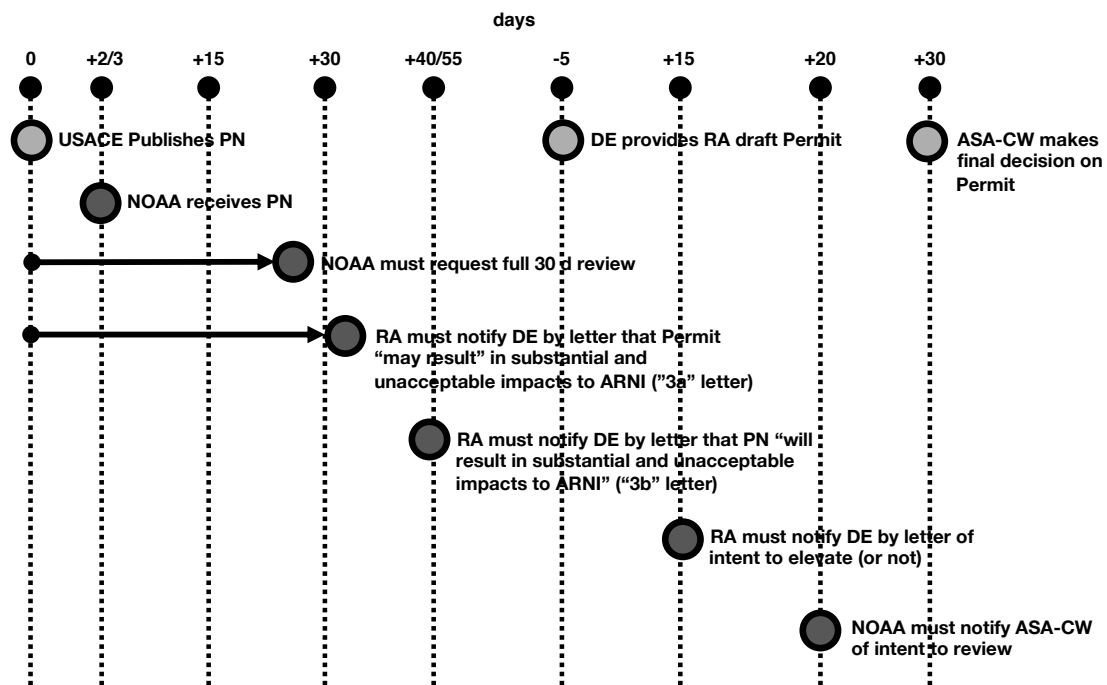 days
0 +2/3 +15 +30 +40/55 -5 +15 +20 +30
USACE Publishes PN
DE provides RA draft Permit
ASA-CW makes
final decision on
Permit
NOAA receives PN
NOAA must request full 30 d review
RA must notify DE by letter that Permit
“may result” in substantial and
unacceptable impacts to ARNI (”3a” letter)
RA must notify DE by letter that PN “will
result in substantial and unacceptable
impacts to ARNI” (“3b” letter)
RA must notify DE by letter of
intent to elevate (or not)
NOAA must notify ASA-CW
of intent to review